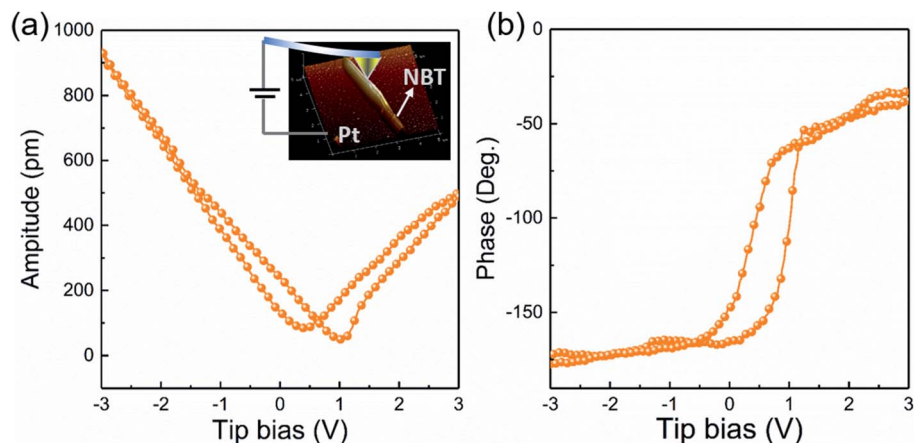 (a)
1000
800
600
400
200
0
Ampitude (pm)
-3 -2 -1 0 1 2 3
Tip bias (V)
NBT
Pt
(b)
0
-50
-100
-150
Phase (Deg.)
-3 -2 -1 0 1 2 3
Tip bias (V)